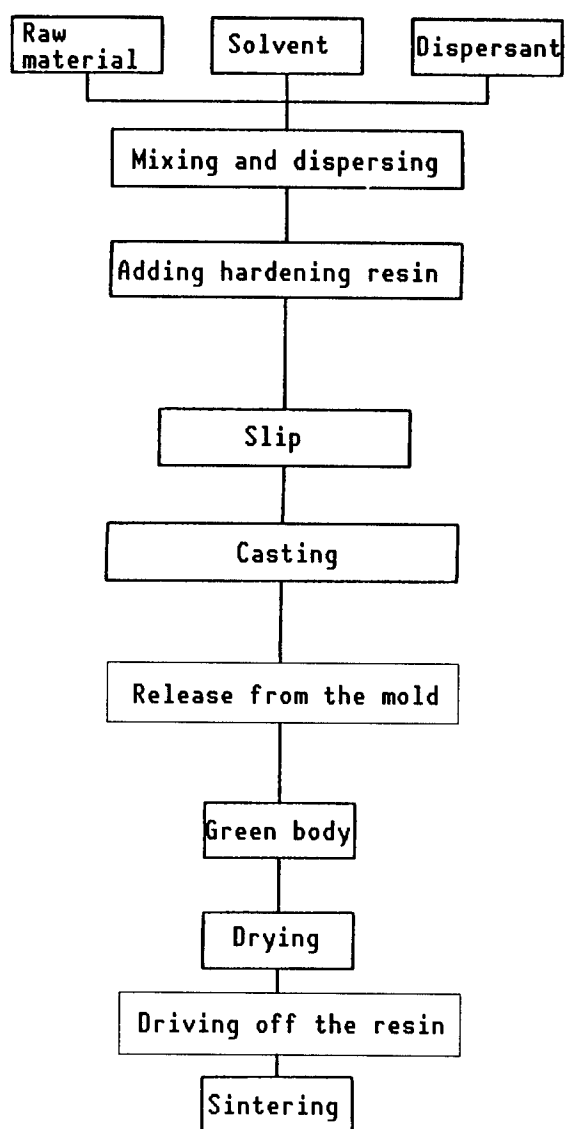 Raw
material
Solvent
Dispersant
Mixing and dispersing
Adding hardening resin
Slip
Casting
Release from the mold
Green body
Drying
Driving off the resin
Sintering